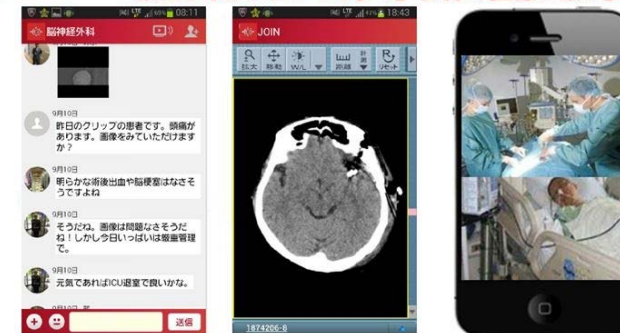 08:11
脳神経外科
9月10日
昨日のクリップの患者です。頭痛が
あります。画像をみていただけます
か?
9月10日
明らかな術後出血や脳梗塞はなさそ
うですよね
9月10日
そうだね。画像は問題なさそうだ
ね!しかし今日いっぱいは厳重管理
で。
9月10日
元気であればICU退室で良いかな。
送信
18:43
JOIN
拡大
移動
W/L
距離
計測
リセット
1874206-6